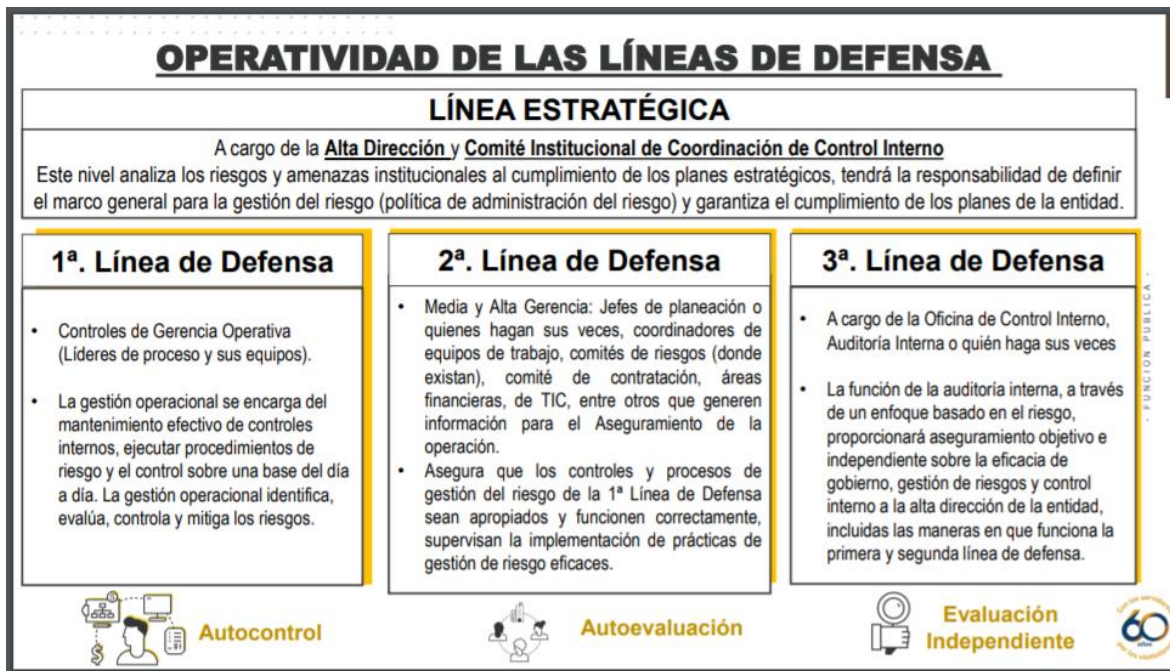 OPERATIVIDAD DE LAS LÍNEAS DE DEFENSA
LÍNEA ESTRATÉGICA
A cargo de la Alta Dirección y Comité Institucional de Coordinación de Control Interno
Este nivel analiza los riesgos y amenazas institucionales al cumplimiento de los planes estratégicos, tendrá la responsabilidad de definir
el marco general para la gestión del riesgo (política de administración del riesgo) y garantiza el cumplimiento de los planes de la entidad.
1ª. Línea de Defensa
• Controles de Gerencia Operativa
(Líderes de proceso y sus equipos).
• La gestión operacional se encarga del
mantenimiento efectivo de controles
internos, ejecutar procedimientos de
riesgo y el control sobre una base del día
a día. La gestión operacional identifica,
evalúa, controla y mitiga los riesgos.
Autocontrol
2ª. Línea de Defensa
• Media y Alta Gerencia: Jefes de planeación o
quienes hagan sus veces, coordinadores de
equipos de trabajo, comités de riesgos (donde
existan), comité de contratación, áreas
financieras, de TIC, entre otros que generen
información para el Aseguramiento de la
operación.
• Asegura que los controles y procesos de
gestión del riesgo de la 1ª Línea de Defensa
sean apropiados y funcionen correctamente,
supervisan la implementación de prácticas de
gestión de riesgo eficaces.
Autoevaluación
3ª. Línea de Defensa
• A cargo de la Oficina de Control Interno,
Auditoría Interna o quién haga sus veces
• La función de la auditoría interna, a través
de un enfoque basado en el riesgo,
proporcionará aseguramiento objetivo e
independiente sobre la eficacia de
gobierno, gestión de riesgos y control
interno a la alta dirección de la entidad,
incluidas las maneras en que funciona la
primera y segunda línea de defensa.
Evaluación
Independiente
- FUNCION PUBLICA -
60
años